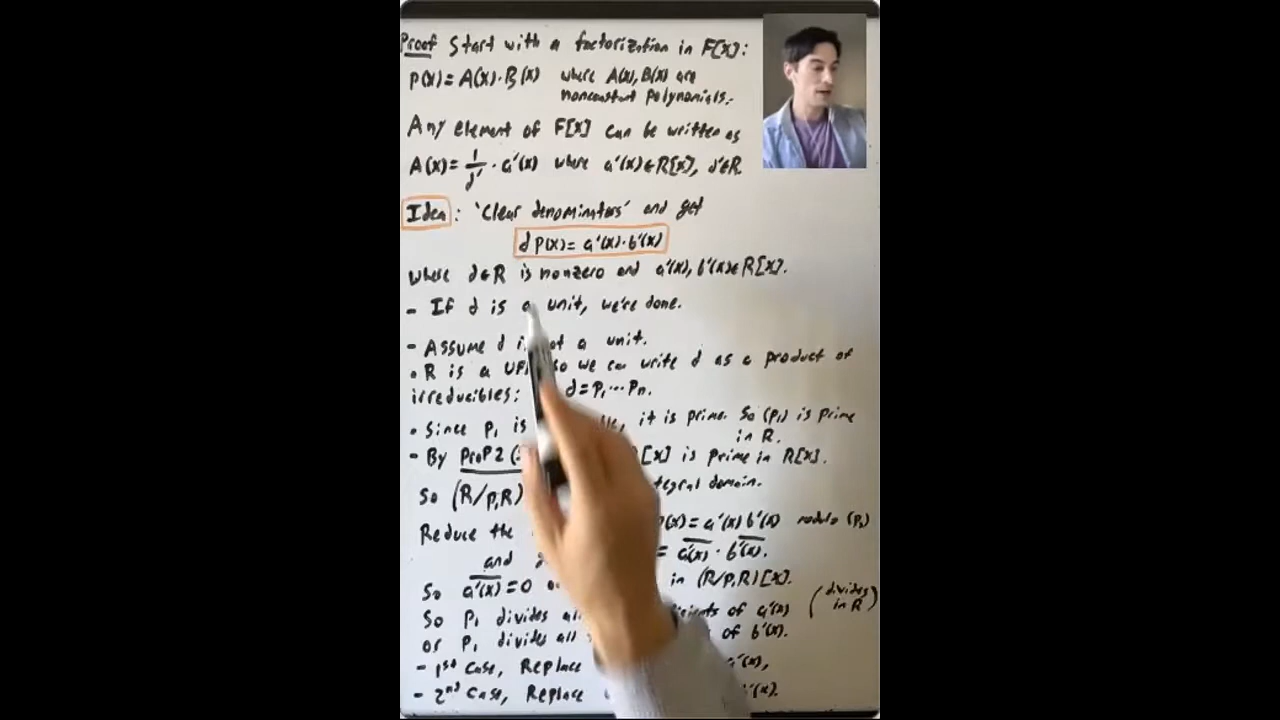 Proof Start with a factorization in F[x]:
P(x) = A(x)·B(x) where A(x), B(x) are
nonconstant polynomials.
Any element of F[x] can be written as
A(x) = 1/d' · a'(x) where a'(x) ∈ R[x], d' ∈ R.
Idea: 'Clear denominators' and get
d P(x) = a'(x)·b'(x)
where d ∈ R is nonzero and a'(x), b'(x) ∈ R[x].
- If d is a unit, we're done.
- Assume d a unit.
• R is a so we can write d as a product of
irreducibles: d = P1 ... Pn.
• Since P1 is it is prime. So (P1) is prime
in R.
- By Prop 2 [x] is prime in R[x].
So (R/P1R) domain.
Reduce the (x) = a'(x) b'(x) modulo (P1)
and = a'(x) · b'(x).
So a'(x) = 0 in (R/P1R)[x].
So P1 divides of a'(x) (divides
in R)
or P1 divides all of b'(x).
- 1st case, Replace a'(x),
- 2nd case, Replace b'(x).